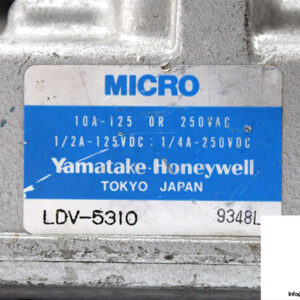 MICRO
10A-125 OR 250VAC
1/2A-125VDC : 1/4A-250VDC
Yamatake-Honeywell
TOKYO JAPAN
LDV-5310 9348L